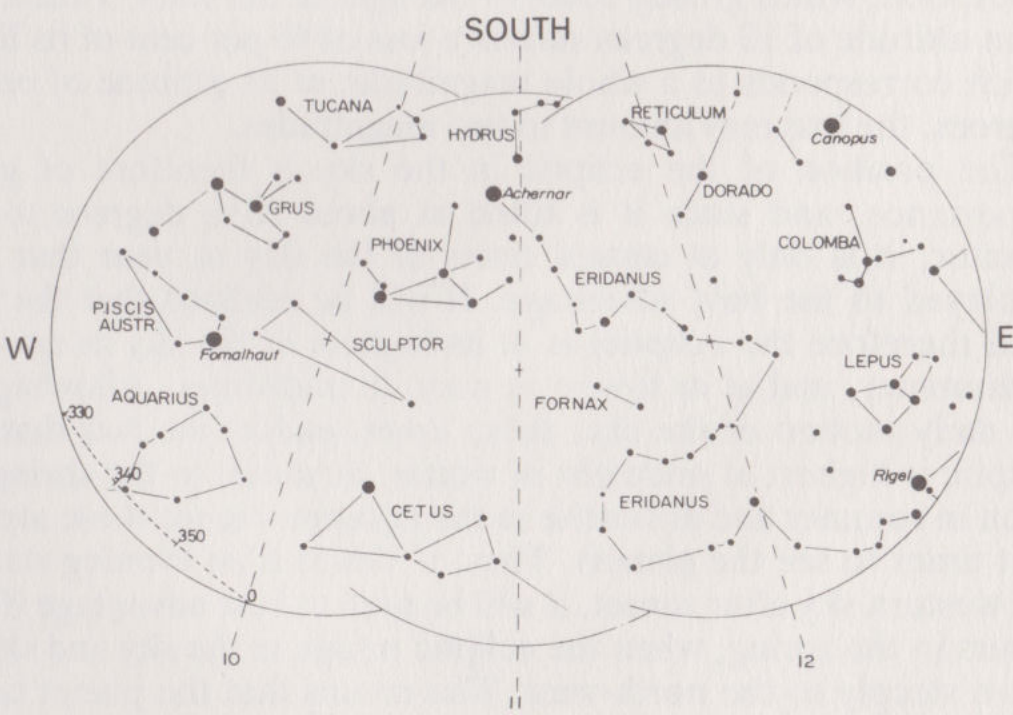 SOUTH
TUCANA
HYDRUS
RETICULUM
Canopus
Achernar
DORADO
GRUS
PHOENIX
COLOMBA
ERIDANUS
PISCIS
AUSTR.
Fomalhaut
SCULPTOR
W
E
LEPUS
AQUARIUS
FORNAX
330
340
350
0
CETUS
ERIDANUS
Rigel
10
11
12